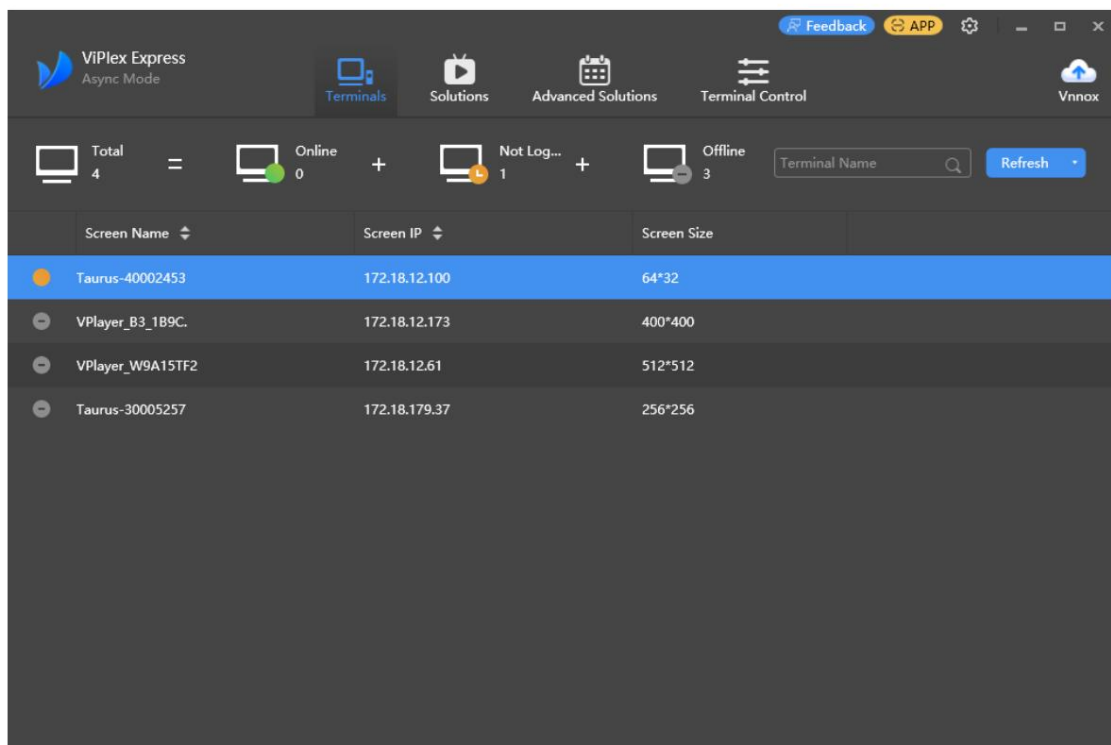 Feedback APP
ViPlex Express
Async Mode
Terminals Solutions Advanced Solutions Terminal Control Vnnox
Total = Online + Not Log... + Offline
4 0 1 3
Terminal Name Refresh
Screen Name Screen IP Screen Size
Taurus-40002453 172.18.12.100 64*32
VPlayer_B3_1B9C. 172.18.12.173 400*400
VPlayer_W9A15TF2 172.18.12.61 512*512
Taurus-30005257 172.18.179.37 256*256